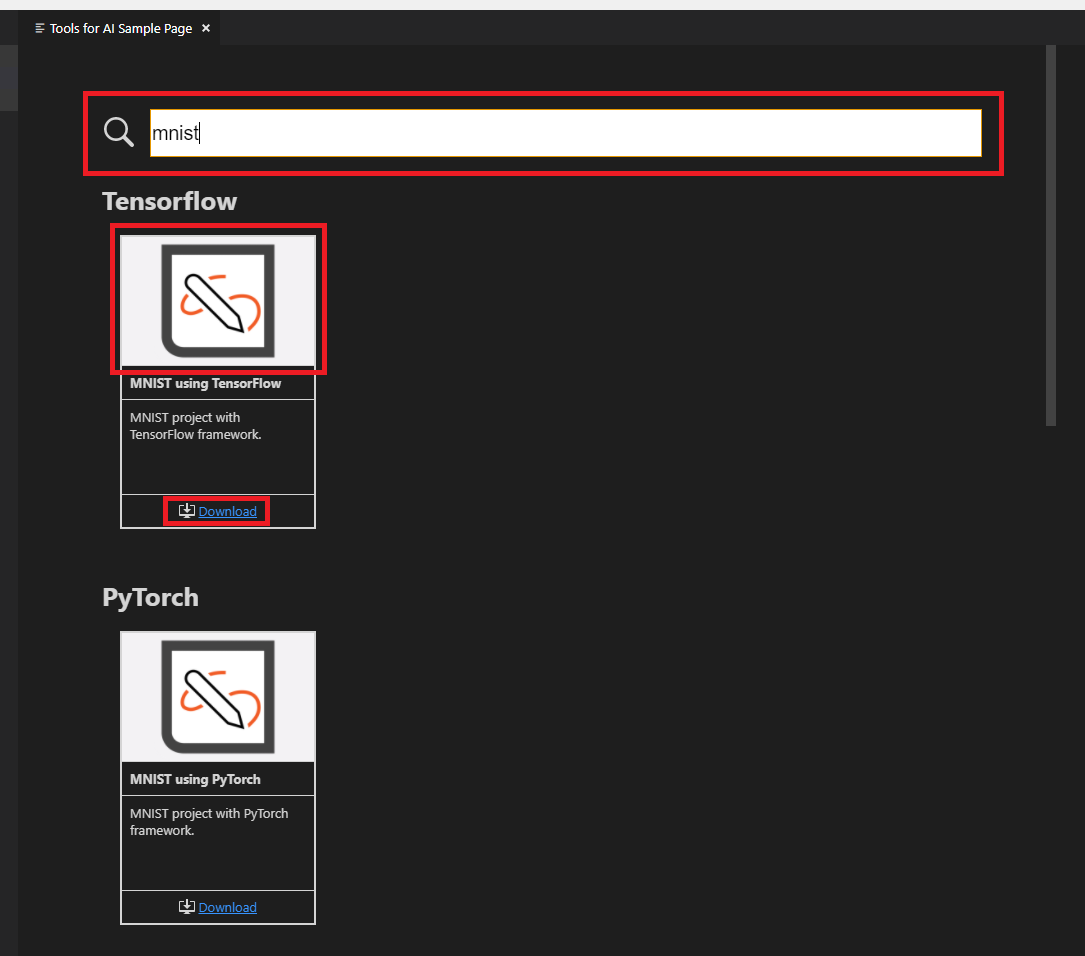 Tools for AI Sample Page
mnist
Tensorflow
MNIST using TensorFlow
MNIST project with
TensorFlow framework.
Download
PyTorch
MNIST using PyTorch
MNIST project with PyTorch
framework.
Download